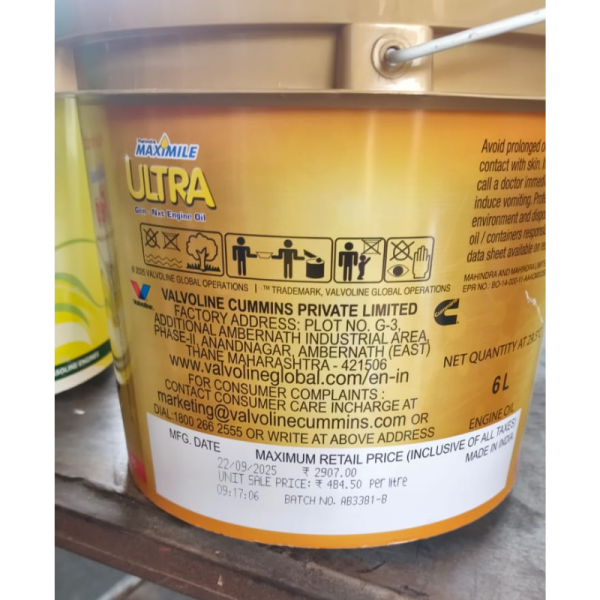 MAXIMILE
ULTRA
Gen-Nxt Engine Oil
© 2025 VALVOLINE GLOBAL OPERATIONS | ™ TRADEMARK, VALVOLINE GLOBAL OPERATIONS
Valvoline
VALVOLINE CUMMINS PRIVATE LIMITED
FACTORY ADDRESS: PLOT NO. G-3,
ADDITIONAL AMBERNATH INDUSTRIAL AREA,
PHASE-II, ANANDNAGAR, AMBERNATH (EAST)
THANE MAHARASHTRA - 421506
www.valvolineglobal.com/en-in
FOR CONSUMER COMPLAINTS :
CONTACT CONSUMER CARE INCHARGE AT
marketing@valvolinecummins.com OR
DIAL:1800 266 2555 OR WRITE AT ABOVE ADDRESS
Cummins
Avoid prolonged
contact with skin.
call a doctor
induce vomiting.
environment and
oil / containers
data sheet available on
MAHINDRA AND MAHINDRA
EPR NO.:
NET QUANTITY AT
6 L
ENGINE OIL
MFG. DATE
MAXIMUM RETAIL PRICE (INCLUSIVE OF ALL TAXES
MADE IN INDIA
22/09/2025 ₹ 2907.00
UNIT SALE PRICE: ₹ 484.50 Per litre
09:17:06 BATCH NO. AB3381-B